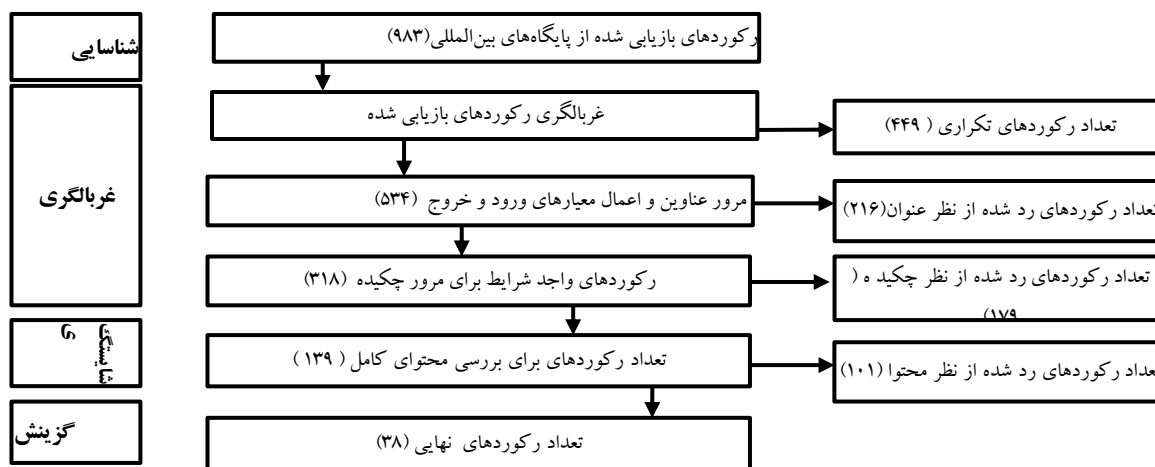 شناسایی
رکوردهای بازیابی شده از پایگاه‌های بین‌المللی(۹۸۳)
غربالگری
غربالگری رکوردهای بازیابی شده
تعداد رکوردهای تکراری ( ۴۴۹)
مرور عناوین و اعمال معیارهای ورود و خروج (۵۳۴)
تعداد رکوردهای رد شده از نظر عنوان(۲۱۶)
رکوردهای واجد شرایط برای مرور چکیده (۳۱۸)
تعداد رکوردهای رد شده از نظر چکید ه (
۱۷۹)
شایستگ
ی
تعداد رکوردهای برای بررسی محتوای کامل ( ۱۳۹ )
تعداد رکوردهای رد شده از نظر محتوا (۱۰۱)
گزینش
تعداد رکوردهای نهایی (۳۸)